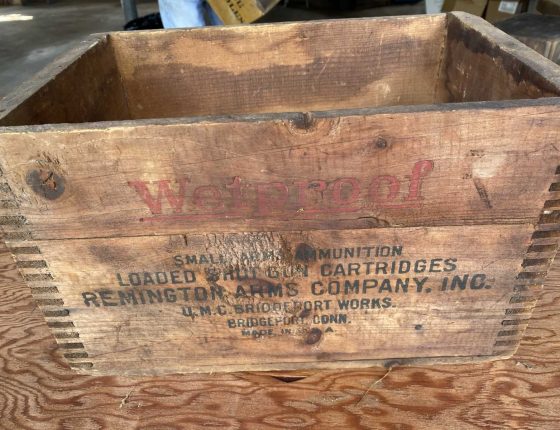 Wetproof
SMALL ARMS AMMUNITION
LOADED SHOT GUN CARTRIDGES
REMINGTON ARMS COMPANY, INC.
U.M.C. BRIDGEPORT WORKS.
BRIDGEPORT, CONN.
MADE IN U.S.A.